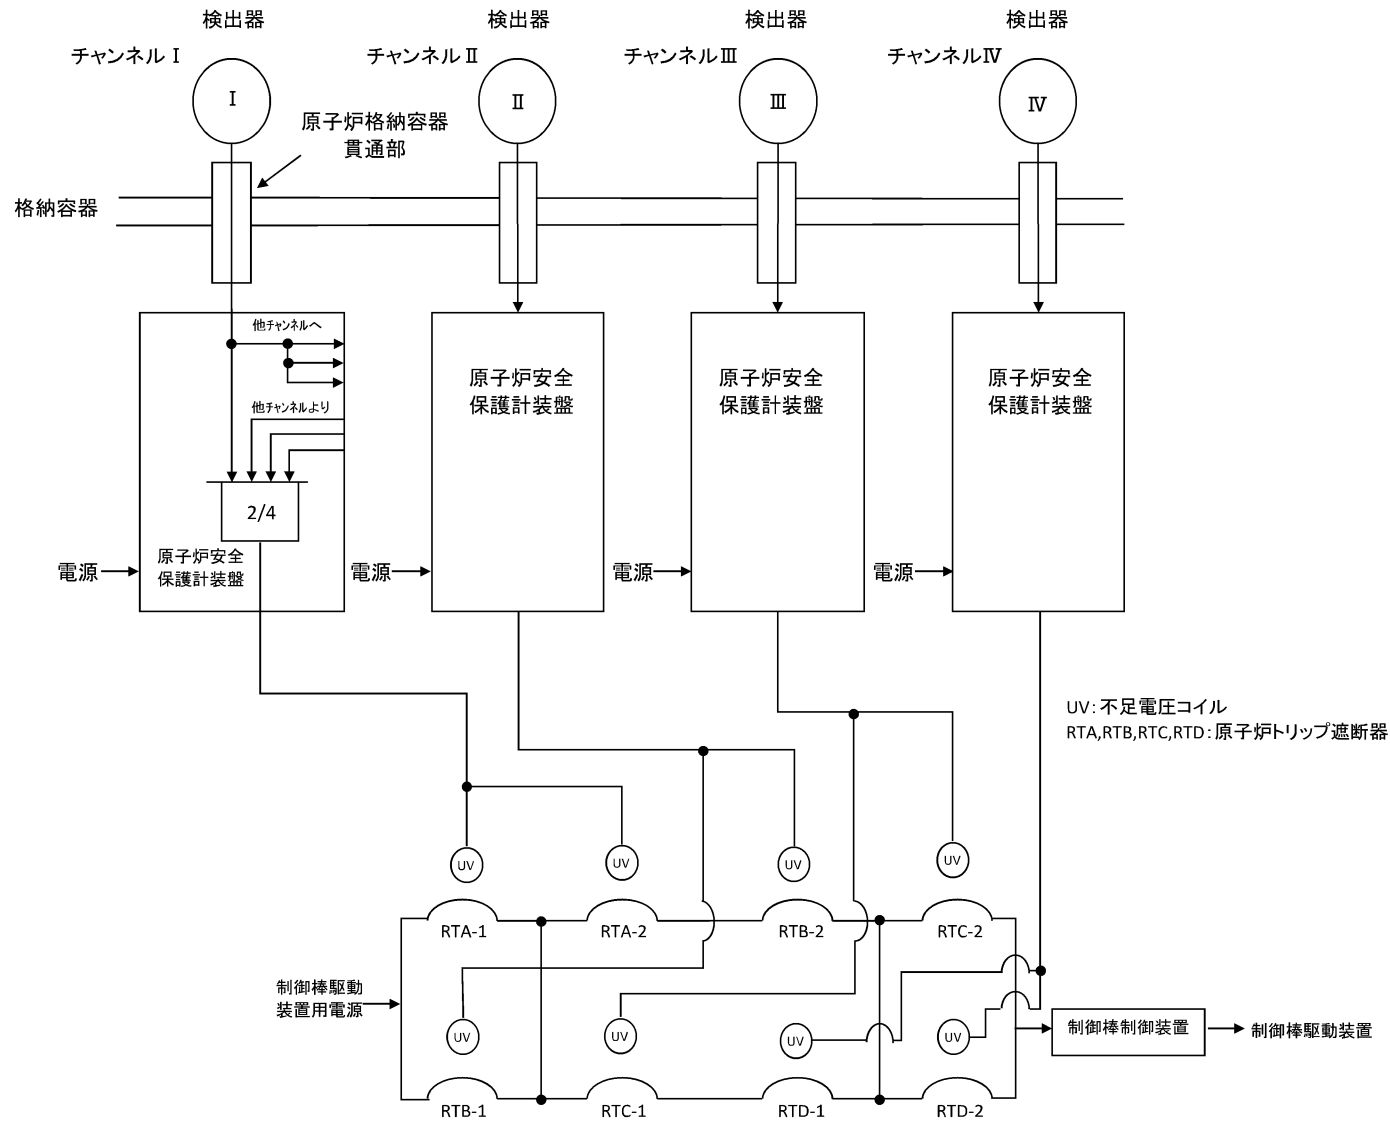 検出器
検出器
検出器
検出器
チャンネルⅠ
チャンネルⅡ
チャンネルⅢ
チャンネルⅣ
Ⅰ
Ⅱ
Ⅲ
Ⅳ
原子炉格納容器
貫通部
格納容器
他チャンネルへ
他チャンネルより
2/4
原子炉安全
保護計装盤
原子炉安全
保護計装盤
原子炉安全
保護計装盤
原子炉安全
保護計装盤
電源
電源
電源
電源
UV：不足電圧コイル
RTA,RTB,RTC,RTD：原子炉トリップ遮断器
UV
UV
UV
UV
RTA-1
RTA-2
RTB-2
RTC-2
制御棒駆動
装置用電源
UV
UV
UV
UV
制御棒制御装置
制御棒駆動装置
RTB-1
RTC-1
RTD-1
RTD-2